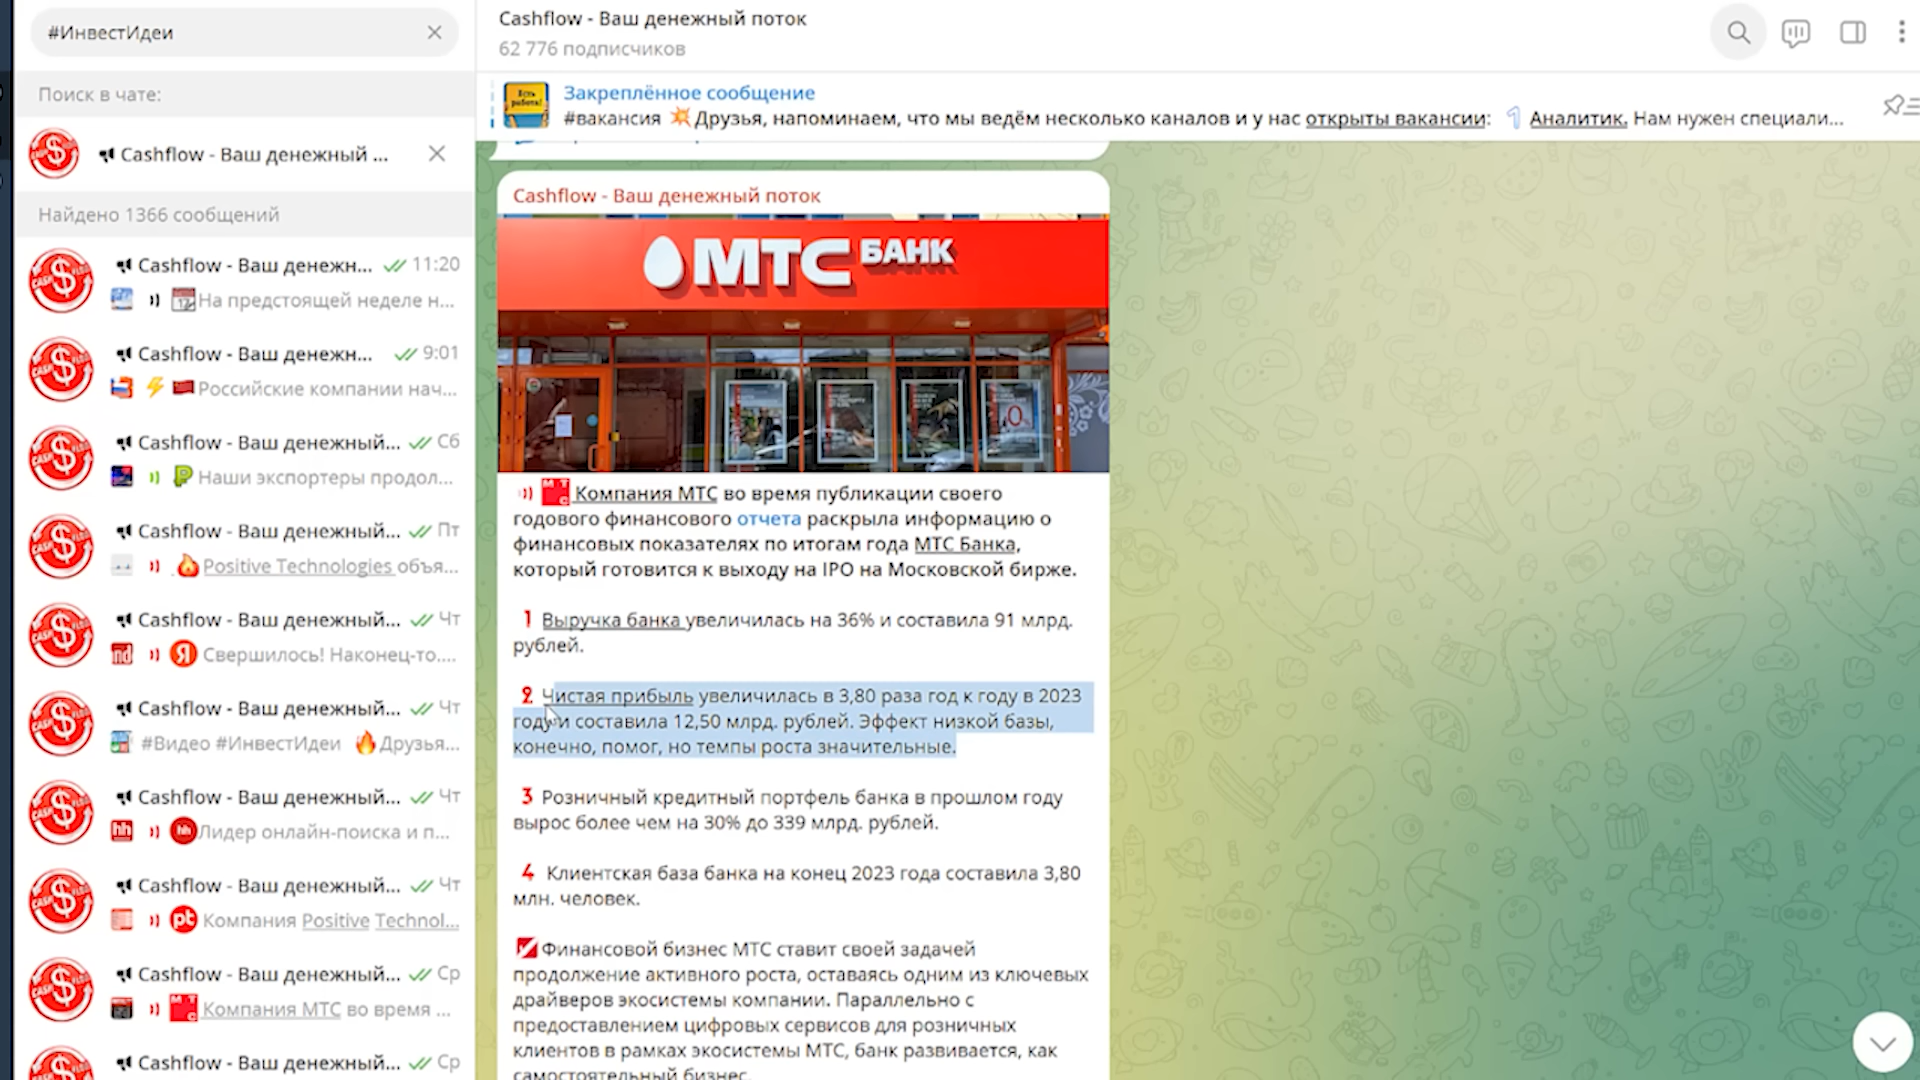 #ИнвестИдеи
Поиск в чате:
Cashflow - Ваш денежный ...
Найдено 1366 сообщений
Cashflow - Ваш денежн... 11:20
На предстоящей неделе н...
Cashflow - Ваш денежн... 9:01
Российские компании нач...
Cashflow - Ваш денежный... Сб
Наши экспортеры продол...
Cashflow - Ваш денежный... Пт
Positive Technologies объя...
Cashflow - Ваш денежный... Чт
Свершилось! Наконец-то....
Cashflow - Ваш денежный... Чт
#Видео #ИнвестИдеи Друзья...
Cashflow - Ваш денежный... Чт
hh hh Лидер онлайн-поиска и п...
Cashflow - Ваш денежный... Чт
pt Компания Positive Technol...
Cashflow - Ваш денежный... Ср
МТС Компания МТС во время ...
Cashflow - Ваш денежный... Ср
Cashflow - Ваш денежный поток
62 776 подписчиков
Есть работа!
Закреплённое сообщение
#вакансия Друзья, напоминаем, что мы ведём несколько каналов и у нас открыты вакансии: 1 Аналитик. Нам нужен специали...
Cashflow - Ваш денежный поток
МТС БАНК
МТС Компания МТС во время публикации своего
годового финансового отчета раскрыла информацию о
финансовых показателях по итогам года МТС Банка,
который готовится к выходу на IPO на Московской бирже.
1 Выручка банка увеличилась на 36% и составила 91 млрд.
рублей.
2 Чистая прибыль увеличилась в 3,80 раза год к году в 2023
году и составила 12,50 млрд. рублей. Эффект низкой базы,
конечно, помог, но темпы роста значительные.
3 Розничный кредитный портфель банка в прошлом году
вырос более чем на 30% до 339 млрд. рублей.
4 Клиентская база банка на конец 2023 года составила 3,80
млн. человек.
Финансовой бизнес МТС ставит своей задачей
продолжение активного роста, оставаясь одним из ключевых
драйверов экосистемы компании. Параллельно с
предоставлением цифровых сервисов для розничных
клиентов в рамках экосистемы МТС, банк развивается, как
самостоятельный бизнес.